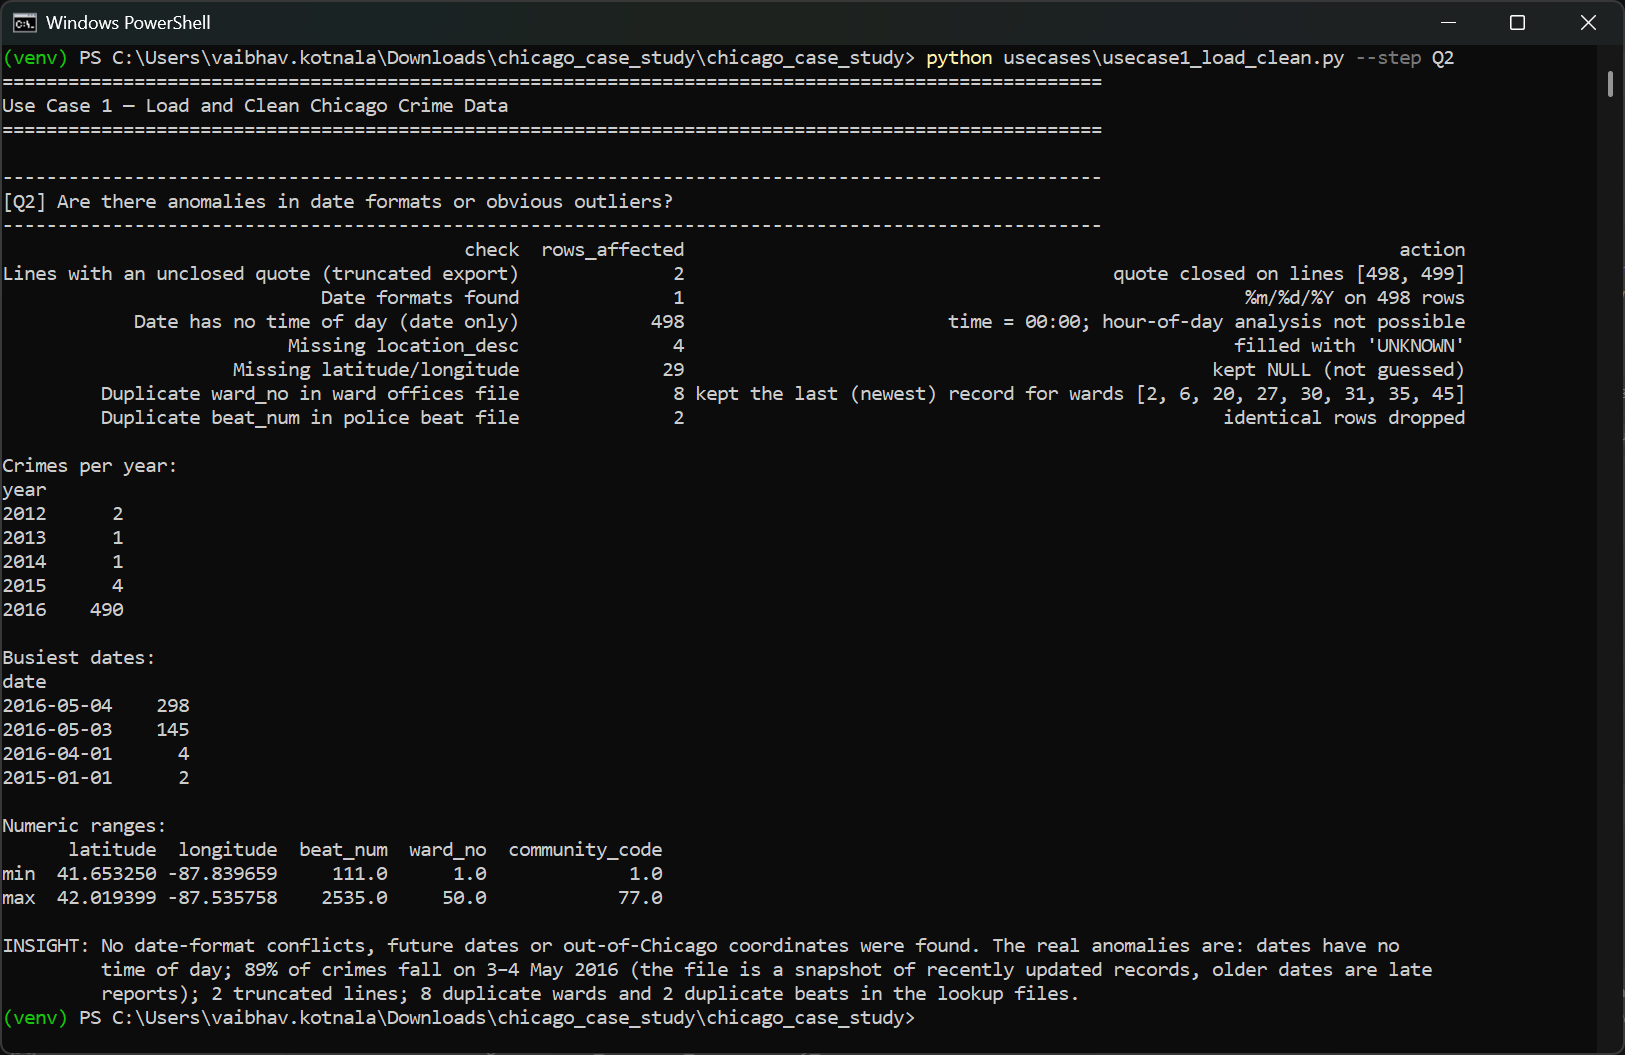 Windows PowerShell
(venv) PS C:\Users\vaibhav.kotnala\Downloads\chicago_case_study\chicago_case_study> python usecases\usecase1_load_clean.py --step Q2
====================================================================================================
Use Case 1 — Load and Clean Chicago Crime Data
====================================================================================================

----------------------------------------------------------------------------------------------------
[Q2] Are there anomalies in date formats or obvious outliers?
----------------------------------------------------------------------------------------------------
                                          check  rows_affected                                                                 action
Lines with an unclosed quote (truncated export)              2                                       quote closed on lines [498, 499]
                             Date formats found              1                                                   %m/%d/%Y on 498 rows
            Date has no time of day (date only)            498                        time = 00:00; hour-of-day analysis not possible
                          Missing location_desc              4                                                  filled with 'UNKNOWN'
                     Missing latitude/longitude             29                                                kept NULL (not guessed)
         Duplicate ward_no in ward offices file              8 kept the last (newest) record for wards [2, 6, 20, 27, 30, 31, 35, 45]
         Duplicate beat_num in police beat file              2                                                 identical rows dropped

Crimes per year:
year
2012      2
2013      1
2014      1
2015      4
2016    490

Busiest dates:
date
2016-05-04    298
2016-05-03    145
2016-04-01      4
2015-01-01      2

Numeric ranges:
      latitude  longitude  beat_num  ward_no  community_code
min  41.653250 -87.839659     111.0      1.0             1.0
max  42.019399 -87.535758    2535.0     50.0            77.0

INSIGHT: No date-format conflicts, future dates or out-of-Chicago coordinates were found. The real anomalies are: dates have no
         time of day; 89% of crimes fall on 3–4 May 2016 (the file is a snapshot of recently updated records, older dates are late
         reports); 2 truncated lines; 8 duplicate wards and 2 duplicate beats in the lookup files.
(venv) PS C:\Users\vaibhav.kotnala\Downloads\chicago_case_study\chicago_case_study>